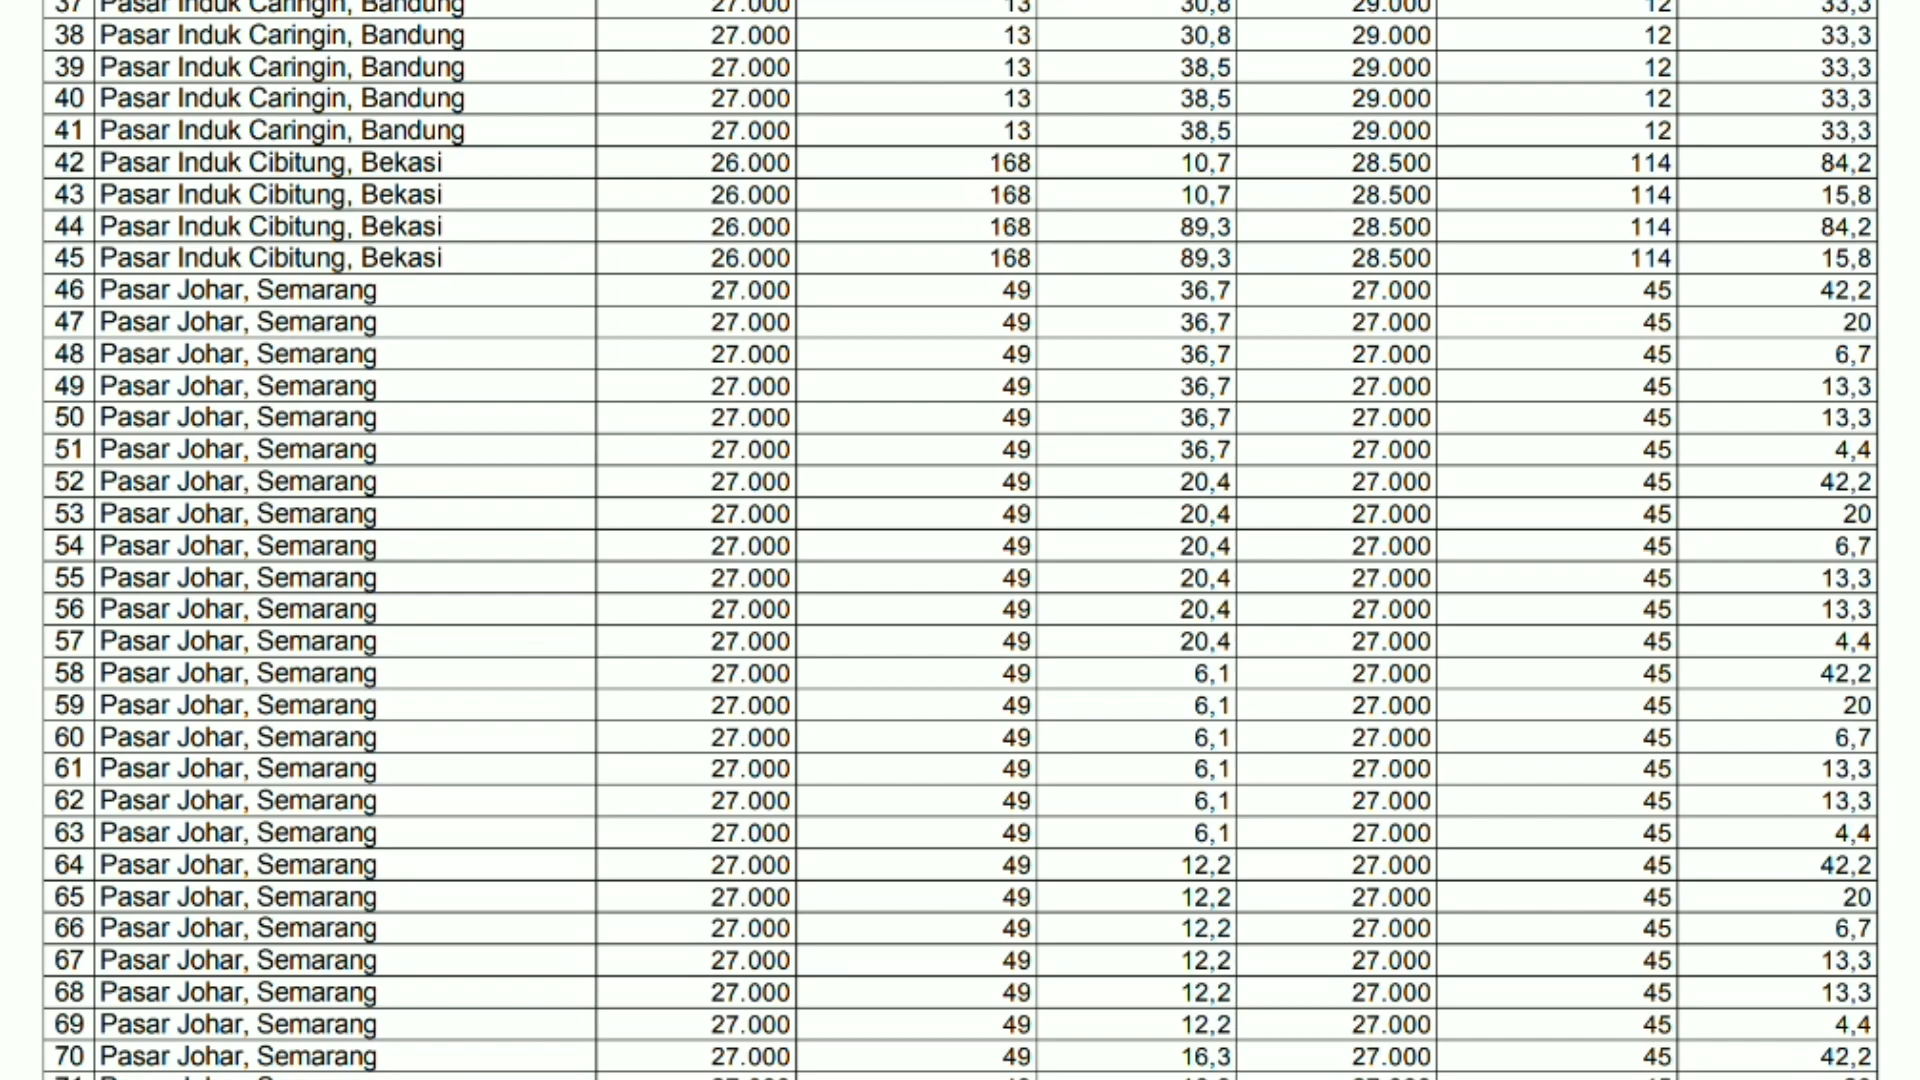 37 Pasar Induk Caringin, Bandung 27.000 13 30,8 29.000 12 33,3
38 Pasar Induk Caringin, Bandung 27.000 13 30,8 29.000 12 33,3
39 Pasar Induk Caringin, Bandung 27.000 13 38,5 29.000 12 33,3
40 Pasar Induk Caringin, Bandung 27.000 13 38,5 29.000 12 33,3
41 Pasar Induk Caringin, Bandung 27.000 13 38,5 29.000 12 33,3
42 Pasar Induk Cibitung, Bekasi 26.000 168 10,7 28.500 114 84,2
43 Pasar Induk Cibitung, Bekasi 26.000 168 10,7 28.500 114 15,8
44 Pasar Induk Cibitung, Bekasi 26.000 168 89,3 28.500 114 84,2
45 Pasar Induk Cibitung, Bekasi 26.000 168 89,3 28.500 114 15,8
46 Pasar Johar, Semarang 27.000 49 36,7 27.000 45 42,2
47 Pasar Johar, Semarang 27.000 49 36,7 27.000 45 20
48 Pasar Johar, Semarang 27.000 49 36,7 27.000 45 6,7
49 Pasar Johar, Semarang 27.000 49 36,7 27.000 45 13,3
50 Pasar Johar, Semarang 27.000 49 36,7 27.000 45 13,3
51 Pasar Johar, Semarang 27.000 49 36,7 27.000 45 4,4
52 Pasar Johar, Semarang 27.000 49 20,4 27.000 45 42,2
53 Pasar Johar, Semarang 27.000 49 20,4 27.000 45 20
54 Pasar Johar, Semarang 27.000 49 20,4 27.000 45 6,7
55 Pasar Johar, Semarang 27.000 49 20,4 27.000 45 13,3
56 Pasar Johar, Semarang 27.000 49 20,4 27.000 45 13,3
57 Pasar Johar, Semarang 27.000 49 20,4 27.000 45 4,4
58 Pasar Johar, Semarang 27.000 49 6,1 27.000 45 42,2
59 Pasar Johar, Semarang 27.000 49 6,1 27.000 45 20
60 Pasar Johar, Semarang 27.000 49 6,1 27.000 45 6,7
61 Pasar Johar, Semarang 27.000 49 6,1 27.000 45 13,3
62 Pasar Johar, Semarang 27.000 49 6,1 27.000 45 13,3
63 Pasar Johar, Semarang 27.000 49 6,1 27.000 45 4,4
64 Pasar Johar, Semarang 27.000 49 12,2 27.000 45 42,2
65 Pasar Johar, Semarang 27.000 49 12,2 27.000 45 20
66 Pasar Johar, Semarang 27.000 49 12,2 27.000 45 6,7
67 Pasar Johar, Semarang 27.000 49 12,2 27.000 45 13,3
68 Pasar Johar, Semarang 27.000 49 12,2 27.000 45 13,3
69 Pasar Johar, Semarang 27.000 49 12,2 27.000 45 4,4
70 Pasar Johar, Semarang 27.000 49 16,3 27.000 45 42,2